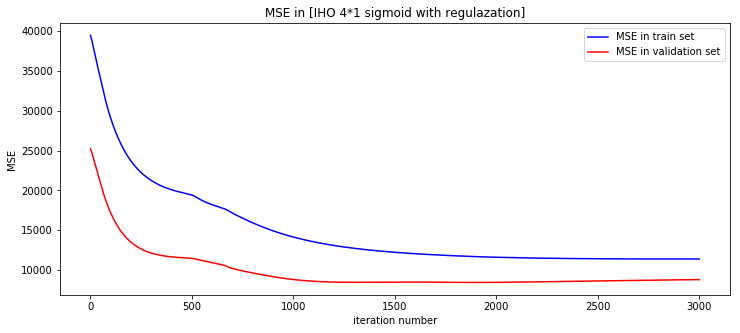 MSE in [IHO 4*1 sigmoid with regulazation]
MSE in train set
MSE in validation set
40000
35000
30000
25000
20000
15000
10000
MSE
0 500 1000 1500 2000 2500 3000
iteration number